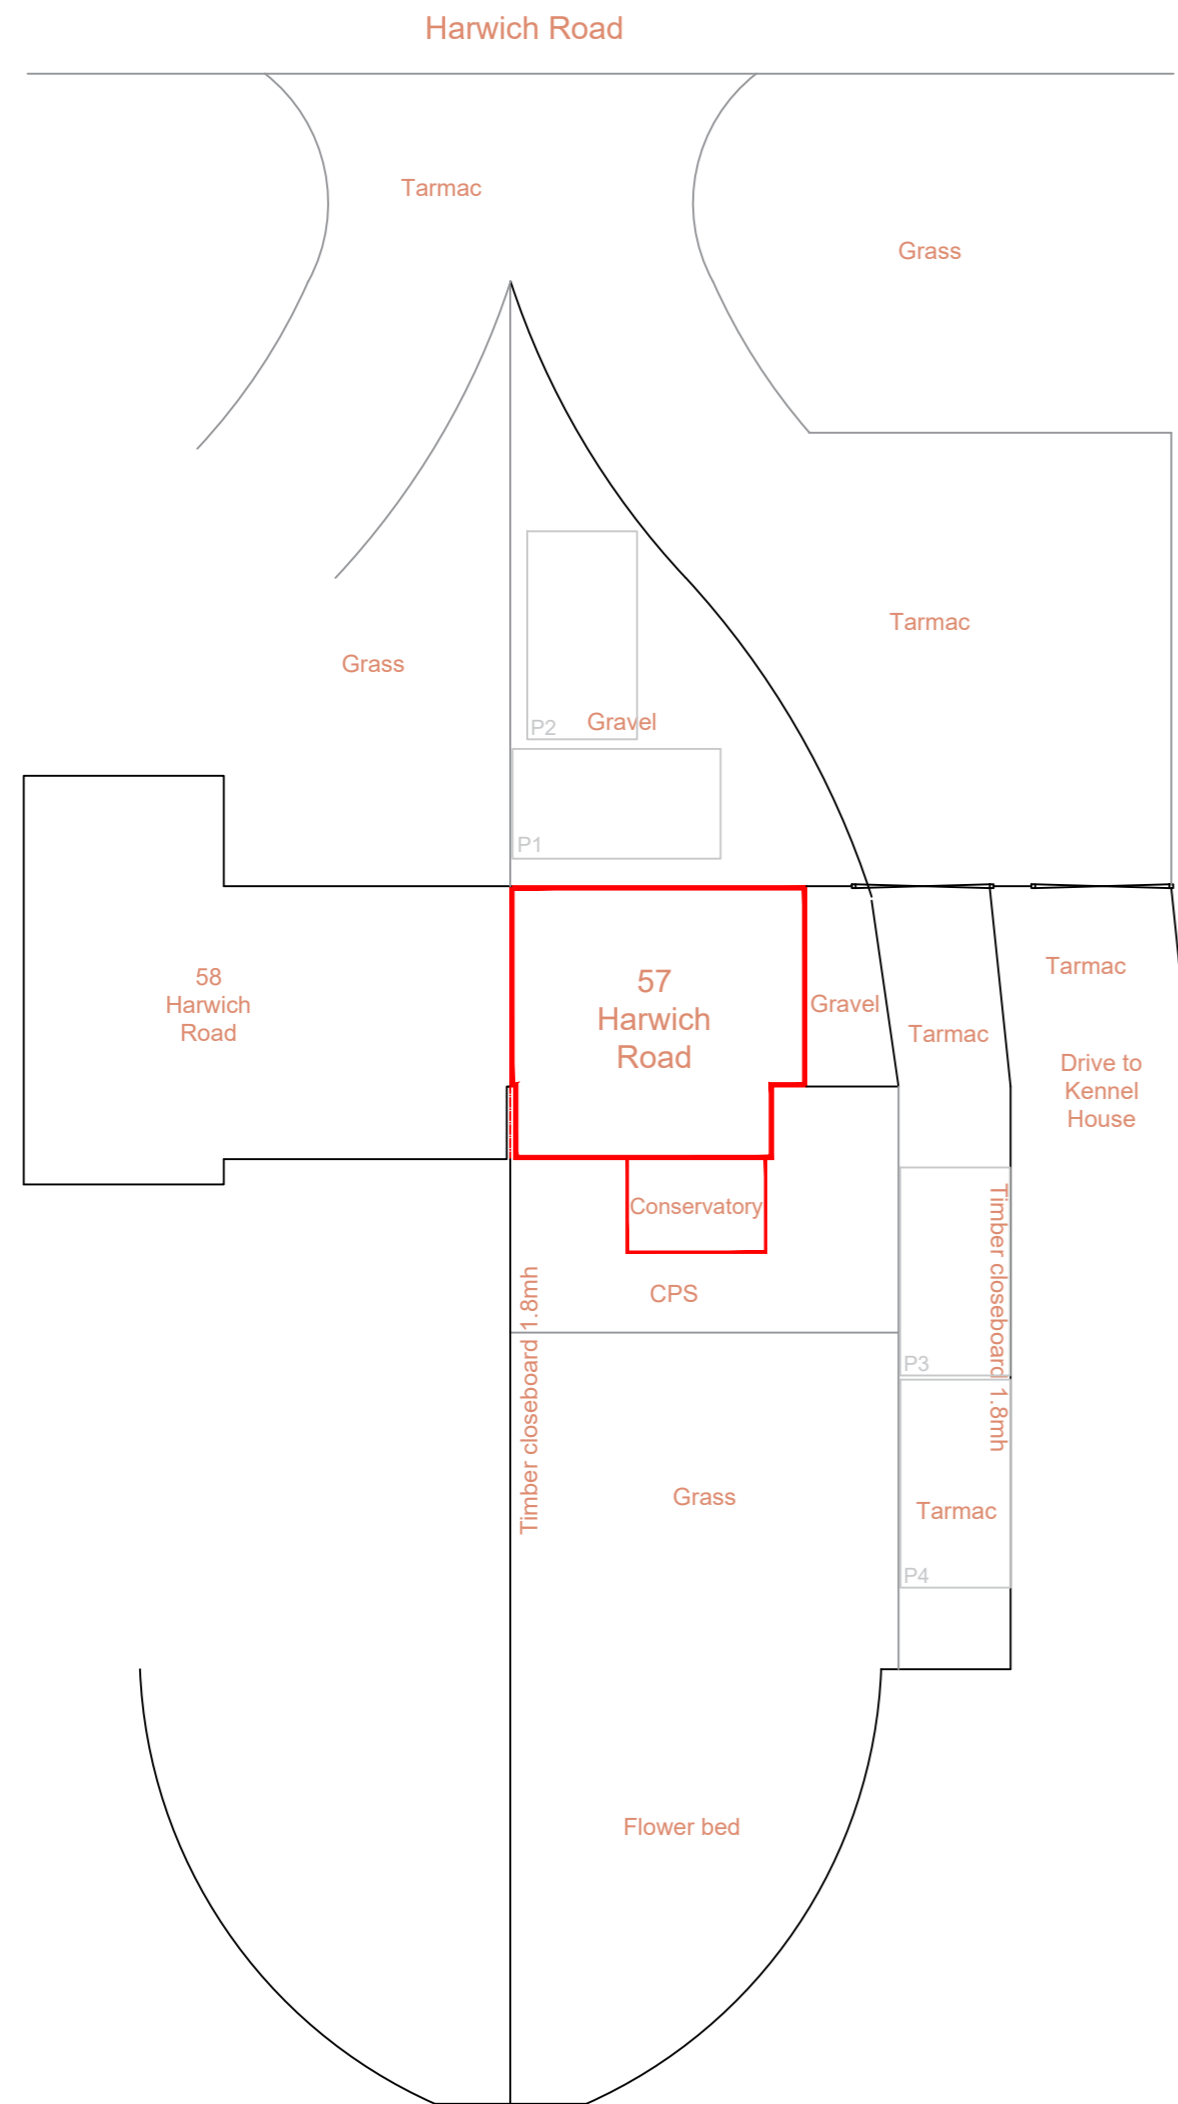 Harwich Road
Tarmac
Grass
Tarmac
Grass
P2
Gravel
P1
58
Harwich
Road
57
Harwich
Road
Gravel
Tarmac
Tarmac
Drive to
Kennel
House
Conservatory
CPS
Timber closeboard 1.8mh
Timber closeboard 1.8mh
P3
Grass
Tarmac
P4
Flower bed